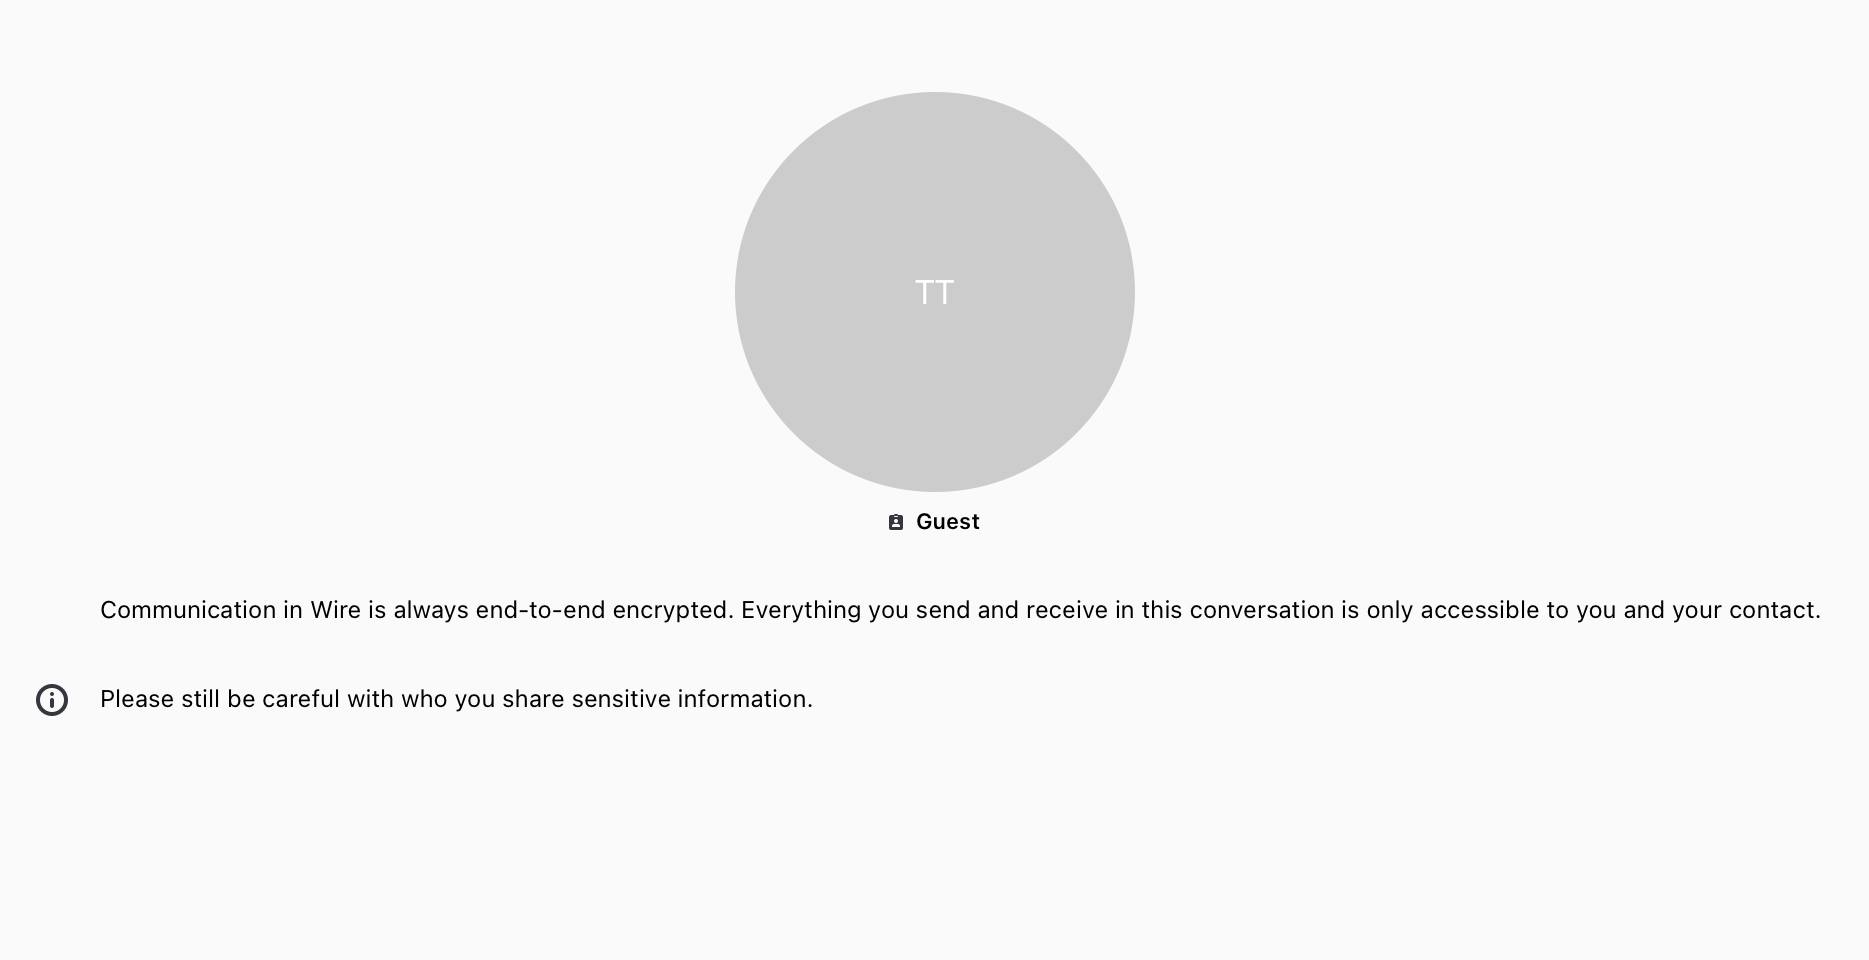 TT
Guest
Communication in Wire is always end-to-end encrypted. Everything you send and receive in this conversation is only accessible to you and your contact.
Please still be careful with who you share sensitive information.